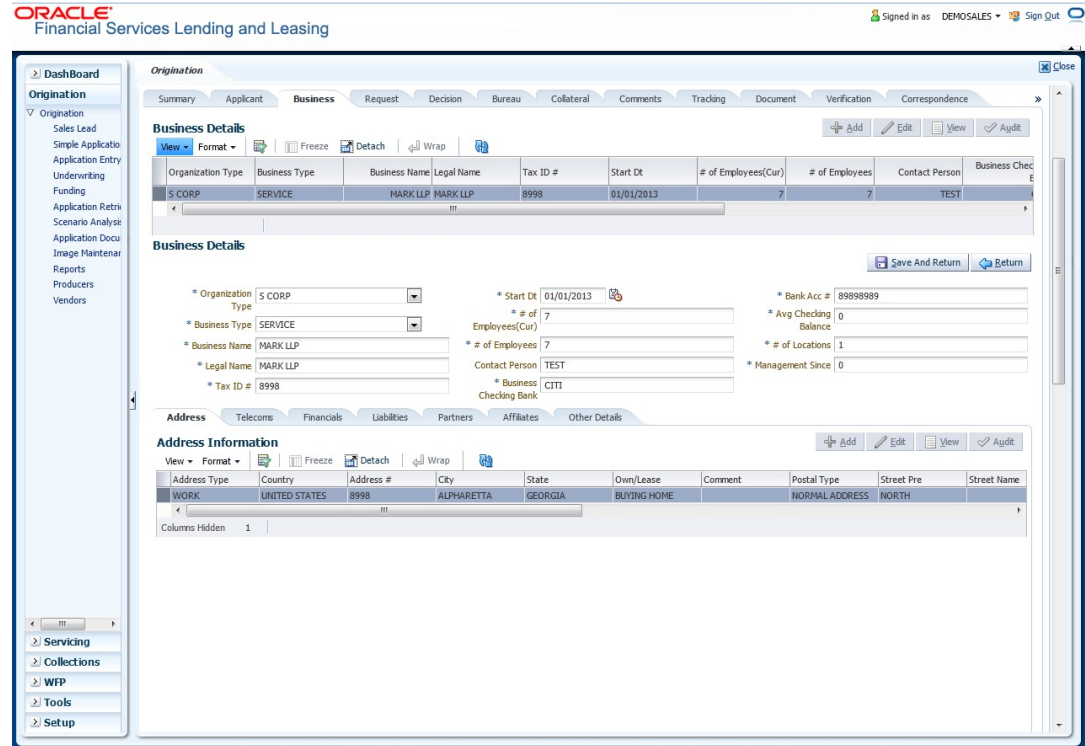 ORACLE
Financial Services Lending and Leasing
Signed in as DEMOSALES Sign Out
Close
DashBoard
Origination
Origination
Sales Lead
Simple Applicatio
Application Entry
Underwriting
Funding
Application Retri
Scenario Analysis
Application Docu
Image Maintenan
Reports
Producers
Vendors
Servicing
Collections
WFP
Tools
Setup
Origination
Summary Applicant Business Request Decision Bureau Collateral Comments Tracking Document Verification Correspondence »
Business Details
Add Edit View Audit
View Format Freeze Detach Wrap
Organization Type Business Type Business Name Legal Name Tax ID # Start Dt # of Employees(Cur) # of Employees Contact Person Business Chec
S CORP SERVICE MARK LLP MARK LLP 8998 01/01/2013 7 7 TEST
Business Details
Save And Return Return
* Organization Type S CORP
* Business Type SERVICE
* Business Name MARK LLP
* Legal Name MARK LLP
* Tax ID # 8998
* Start Dt 01/01/2013
* # of Employees(Cur) 7
* # of Employees 7
Contact Person TEST
* Business Checking Bank CITI
* Bank Acc # 89898989
* Avg Checking Balance 0
* # of Locations 1
* Management Since 0
Address Telecoms Financials Liabilities Partners Affiliates Other Details
Address Information
Add Edit View Audit
View Format Freeze Detach Wrap
Address Type Country Address # City State Own/Lease Comment Postal Type Street Pre Street Name
WORK UNITED STATES 8998 ALPHARETTA GEORGIA BUYING HOME NORMAL ADDRESS NORTH
Columns Hidden 1